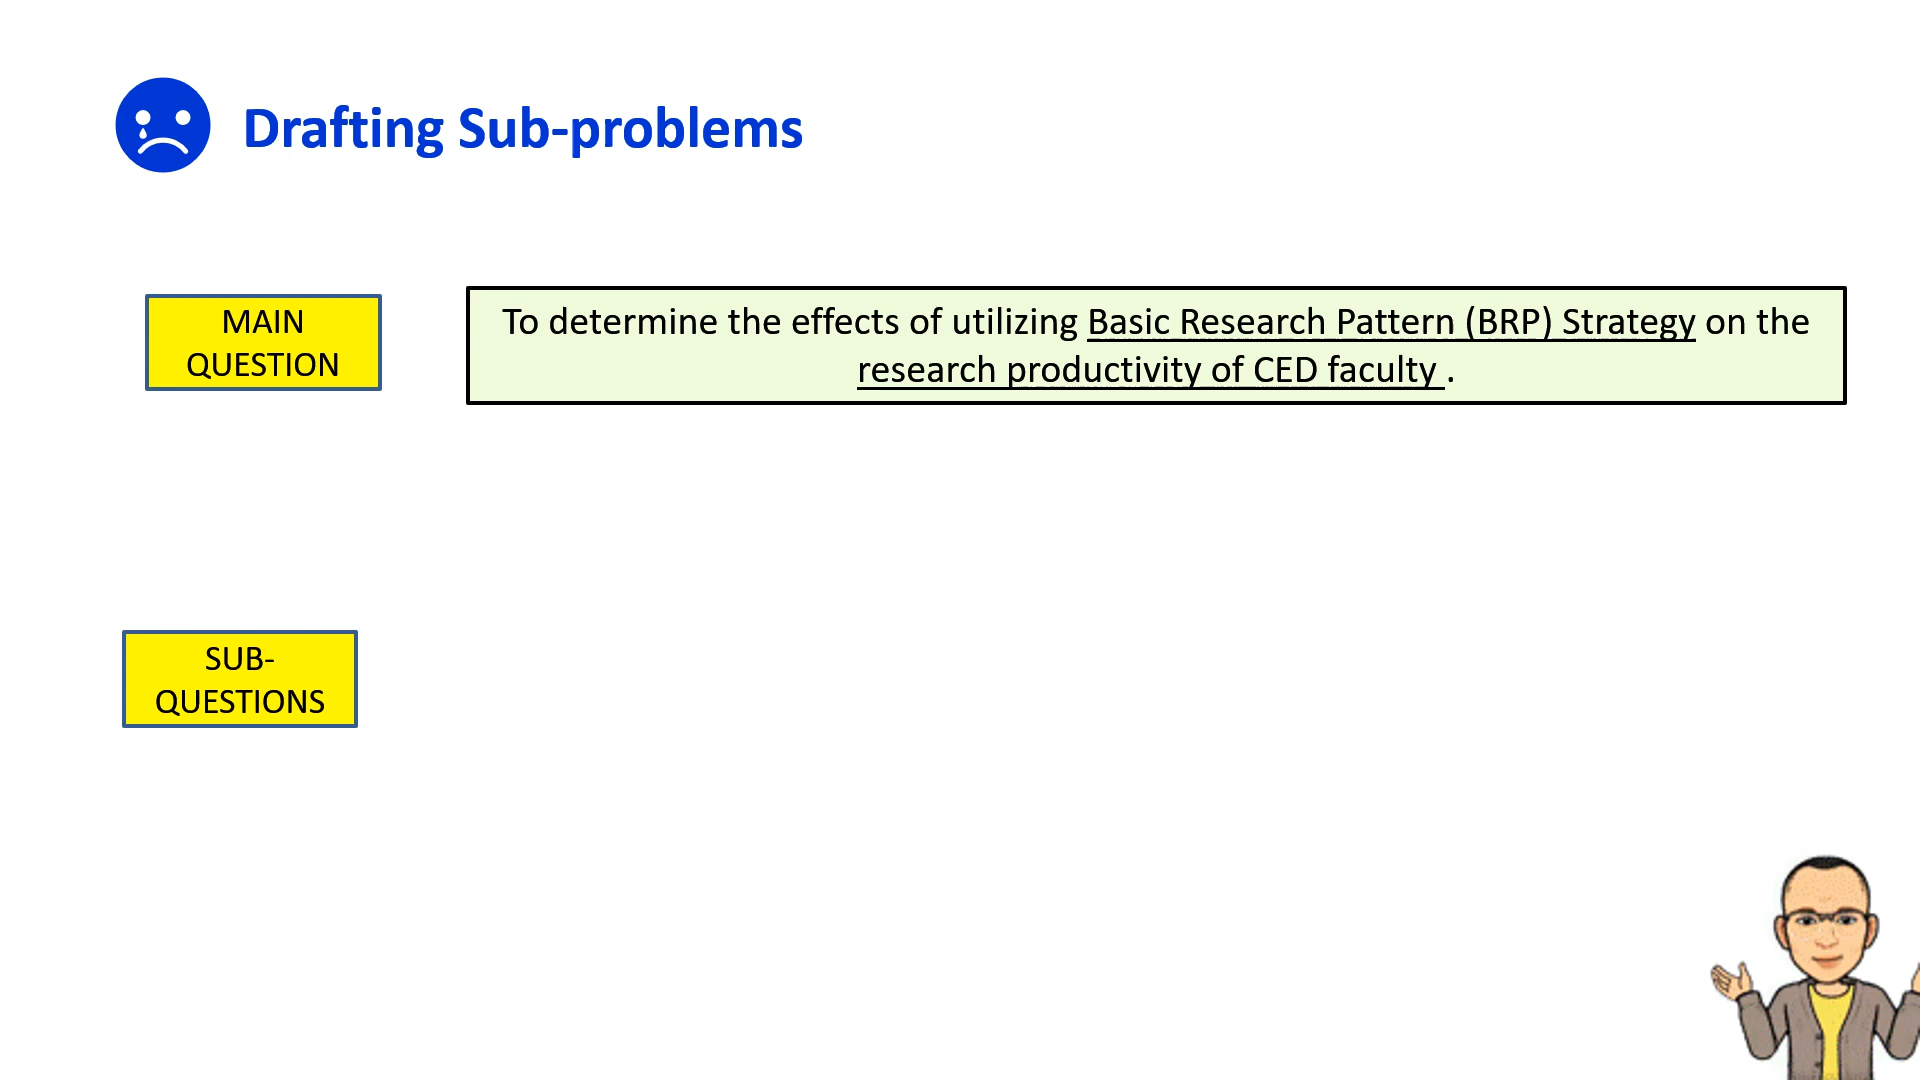 Drafting Sub-problems
MAIN
QUESTION
To determine the effects of utilizing Basic Research Pattern (BRP) Strategy on the
research productivity of CED faculty .
SUB-
QUESTIONS